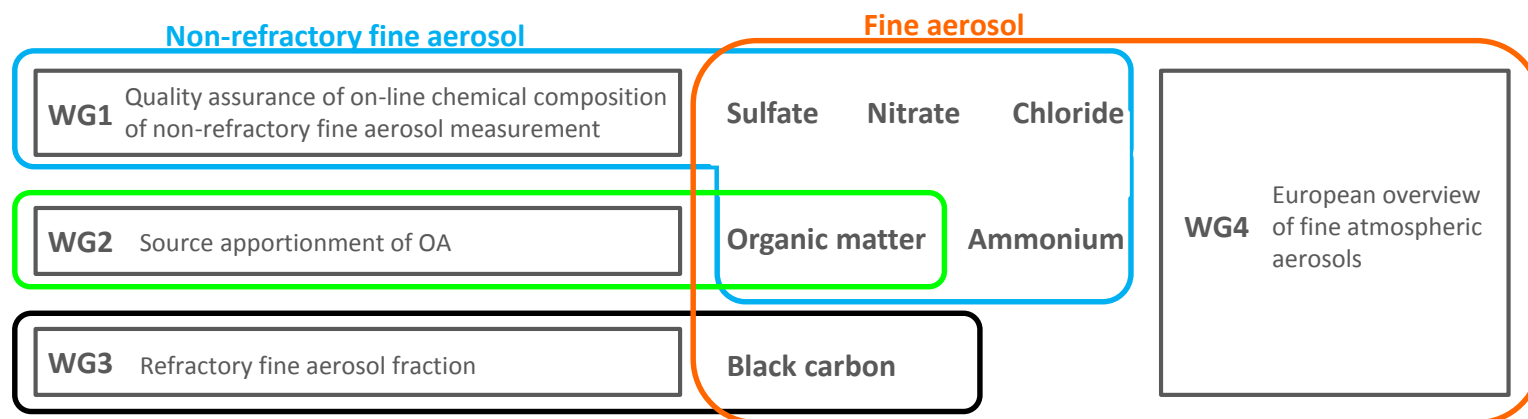 Non-refractory fine aerosol
Fine aerosol
WG1
Quality assurance of on-line chemical composition
of non-refractory fine aerosol measurement
Sulfate Nitrate Chloride
WG2
Source apportionment of OA
Organic matter Ammonium
WG3
Refractory fine aerosol fraction
Black carbon
WG4
European overview
of fine atmospheric
aerosols